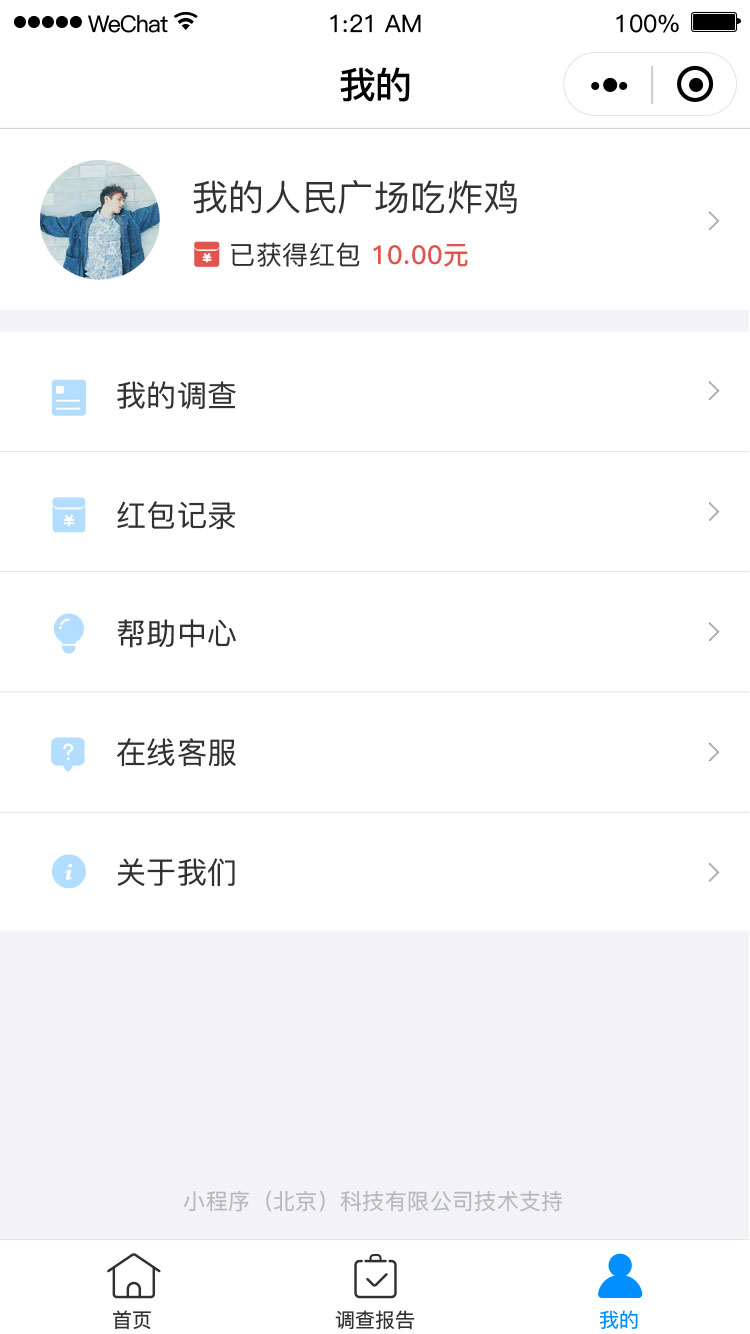 WeChat 1:21 AM 100%
我的
我的人民广场吃炸鸡
¥ 已获得红包 10.00元
我的调查
¥ 红包记录
帮助中心
? 在线客服
i 关于我们
小程序（北京）科技有限公司技术支持
首页 调查报告 我的